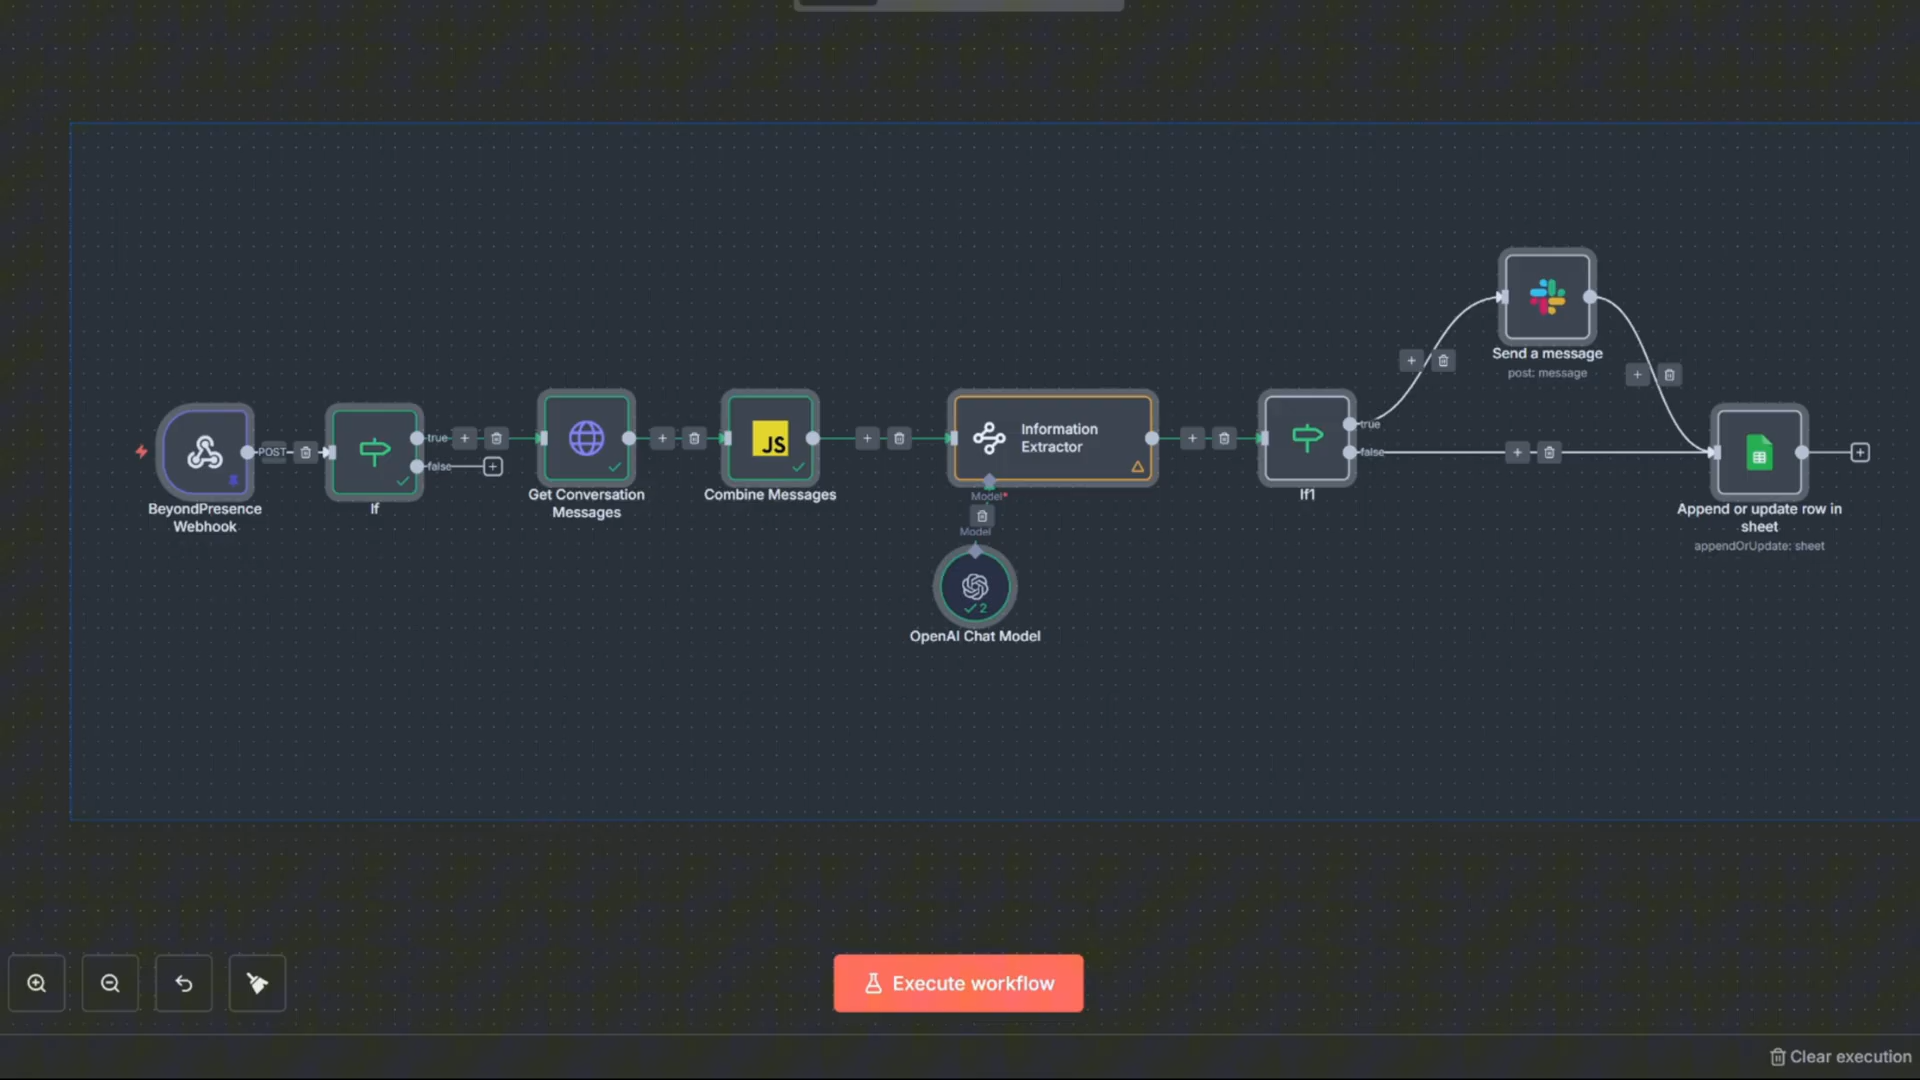 Send a message
post: message
Information
Extractor
true
true
JS
POST
false
false
Get Conversation
Messages
Combine Messages
Model*
If1
BeyondPresence
Webhook
If
Append or update row in
sheet
Model
appendOrUpdate: sheet
2
OpenAI Chat Model
Execute workflow
Clear execution